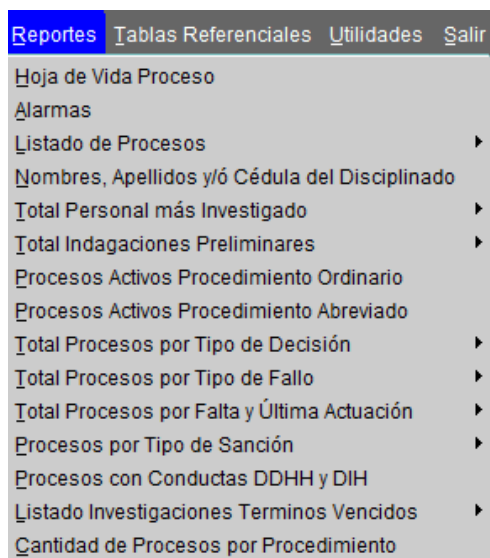 Reportes Tablas Referenciales Utilidades Salir
Hoja de Vida Proceso
Alarmas
Listado de Procesos
Nombres, Apellidos y/ó Cédula del Disciplinado
Total Personal más Investigado
Total Indagaciones Preliminares
Procesos Activos Procedimiento Ordinario
Procesos Activos Procedimiento Abreviado
Total Procesos por Tipo de Decisión
Total Procesos por Tipo de Fallo
Total Procesos por Falta y Última Actuación
Procesos por Tipo de Sanción
Procesos con Conductas DDHH y DIH
Listado Investigaciones Terminos Vencidos
Cantidad de Procesos por Procedimiento